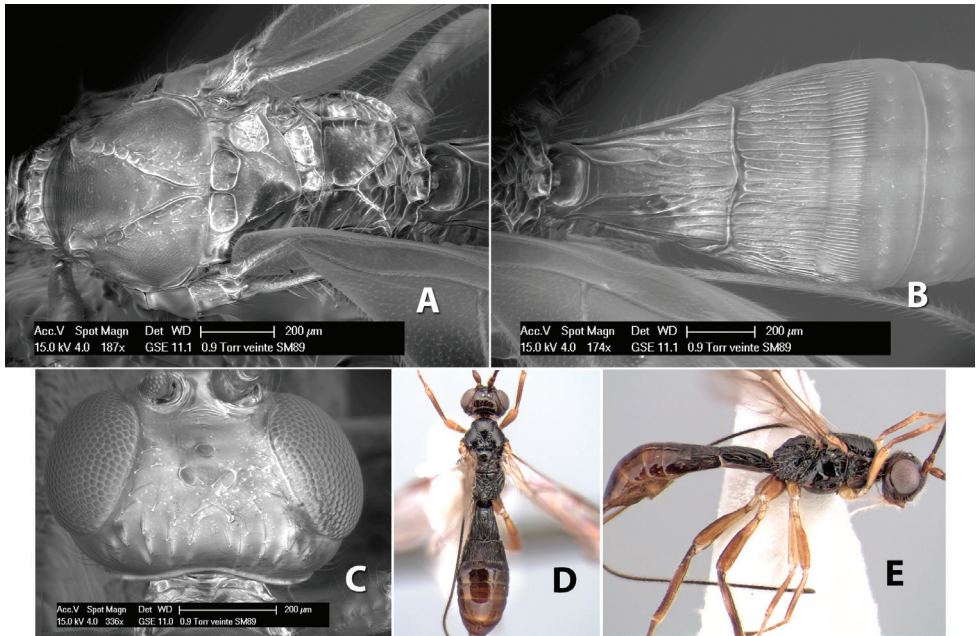 A
Acc.V Spot Magn Det WD 200 µm
15.0 kV 4.0 187x GSE 11.1 0.9 Torr veinte SM89
B
Acc.V Spot Magn Det WD 200 µm
15.0 kV 4.0 174x GSE 11.1 0.9 Torr veinte SM89
C
Acc.V Spot Magn Det WD 200 µm
15.0 kV 4.0 336x GSE 11.0 0.9 Torr veinte SM89
D
E